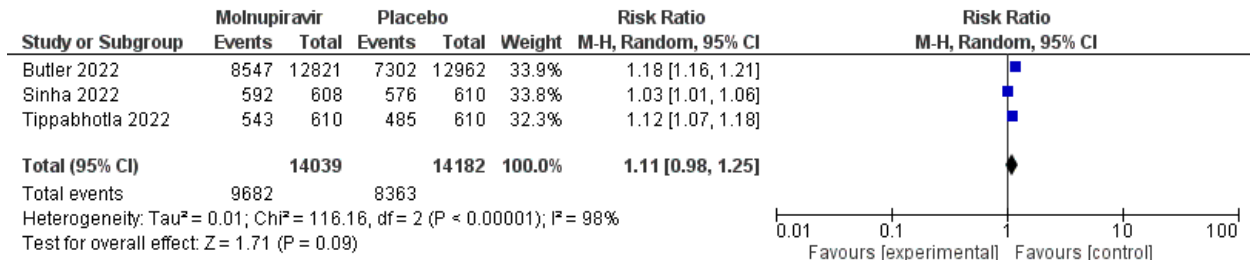 Molnupiravir Placebo Risk Ratio Risk Ratio
Study or Subgroup Events Total Events Total Weight M-H, Random, 95% CI M-H, Random, 95% CI
Butler 2022 8547 12821 7302 12962 33.9% 1.18 [1.16, 1.21]
Sinha 2022 592 608 576 610 33.8% 1.03 [1.01, 1.06]
Tippabhotla 2022 543 610 485 610 32.3% 1.12 [1.07, 1.18]
Total (95% CI) 14039 14182 100.0% 1.11 [0.98, 1.25]
Total events 9682 8363
Heterogeneity: Tau² = 0.01; Chi² = 116.16, df = 2 (P < 0.00001); I² = 98%
Test for overall effect: Z = 1.71 (P = 0.09)
0.01 0.1 1 10 100
Favours [experimental] Favours [control]